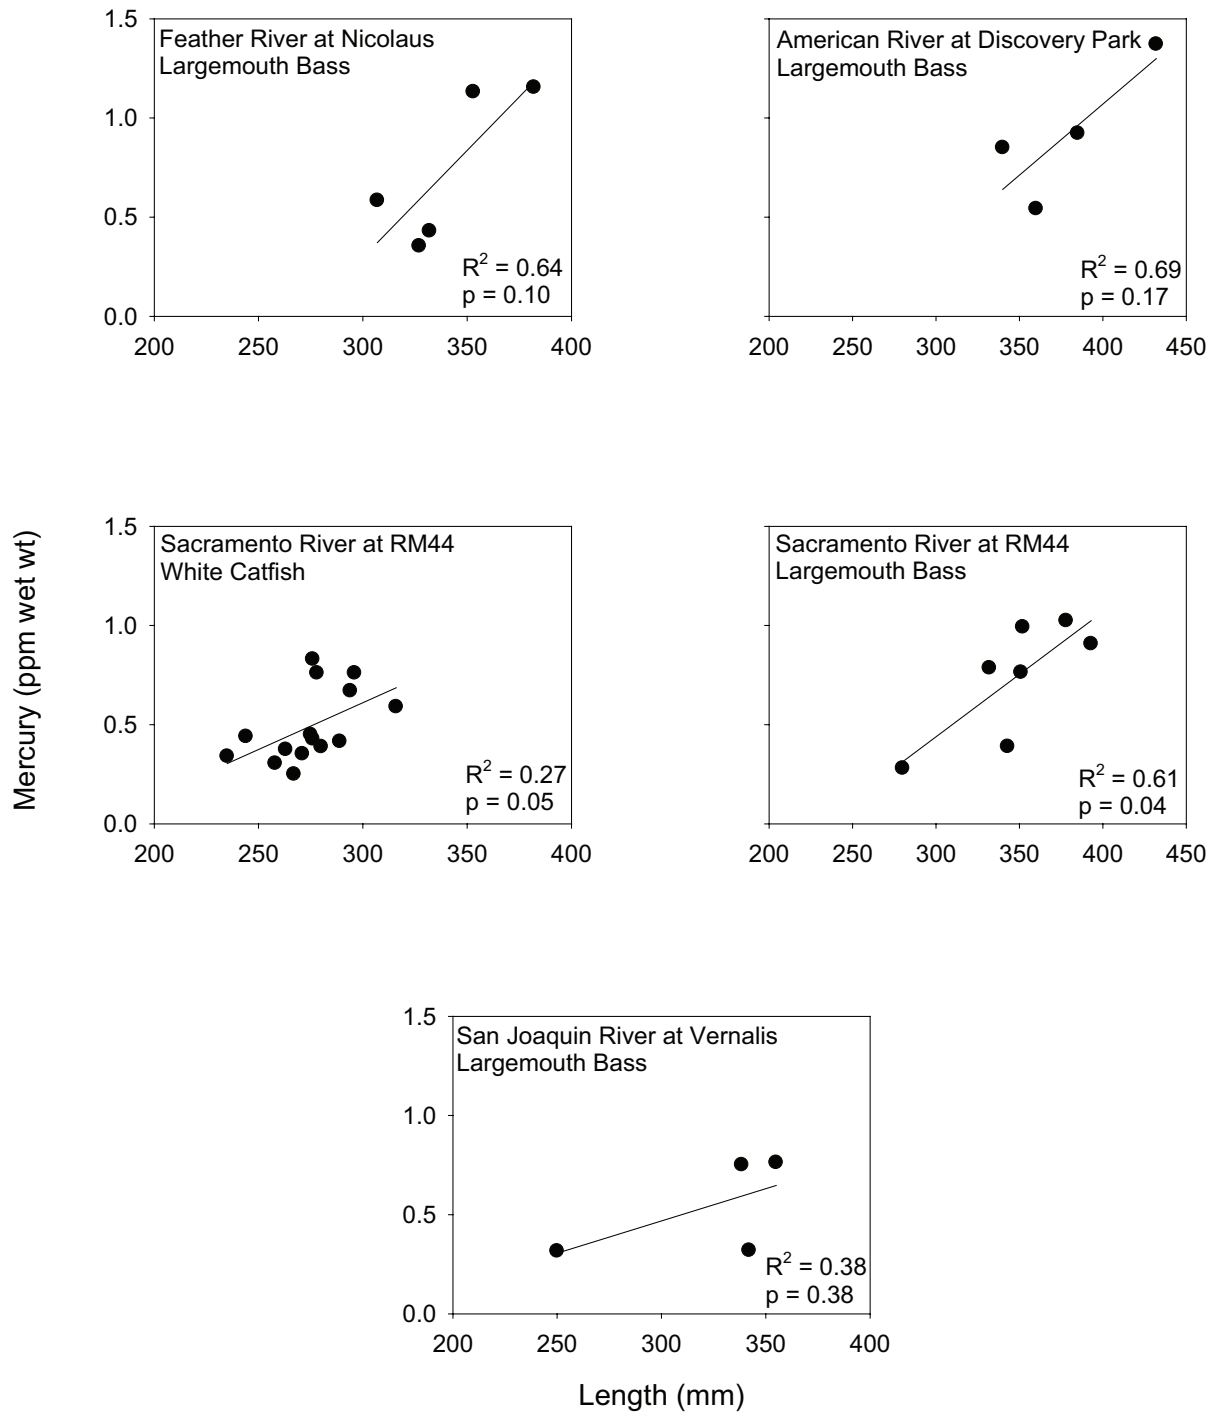 Feather River at Nicolaus
Largemouth Bass
1.5
1.0
0.5
0.0
R² = 0.64
p = 0.10
200 250 300 350 400
American River at Discovery Park
Largemouth Bass
R² = 0.69
p = 0.17
200 250 300 350 400 450
Mercury (ppm wet wt)
Sacramento River at RM44
White Catfish
1.5
1.0
0.5
0.0
R² = 0.27
p = 0.05
200 250 300 350 400
Sacramento River at RM44
Largemouth Bass
R² = 0.61
p = 0.04
200 250 300 350 400 450
San Joaquin River at Vernalis
Largemouth Bass
1.5
1.0
0.5
0.0
R² = 0.38
p = 0.38
200 250 300 350 400
Length (mm)